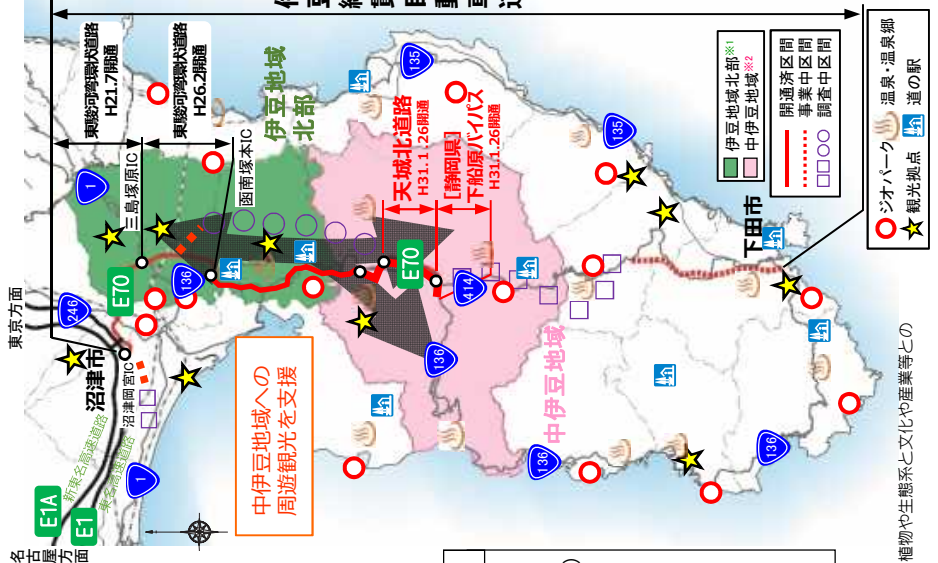 東京方面
名古屋方面
E1A
E1
新東名高速道路
東名高速道路
沼津市
沼津岡宮IC
246
1
1
E70
三島塚原IC
東駿河湾環状道路
H21.7開通
東駿河湾環状道路
H26.2開通
函南塚本IC
伊豆地域
北部
136
135
天城北道路
H31.1.26開通
[静岡県]
下船原バイパス
H31.1.26開通
E70
414
136
135
中伊豆地域への
周遊観光を支援
中伊豆地域
136
136
下田市
伊豆地域北部※1
中伊豆地域※2
開通済区間
事業中区間
調査中区間
ジオパーク
温泉・温泉郷
観光拠点
道の駅
植物や生態系と文化や産業等との